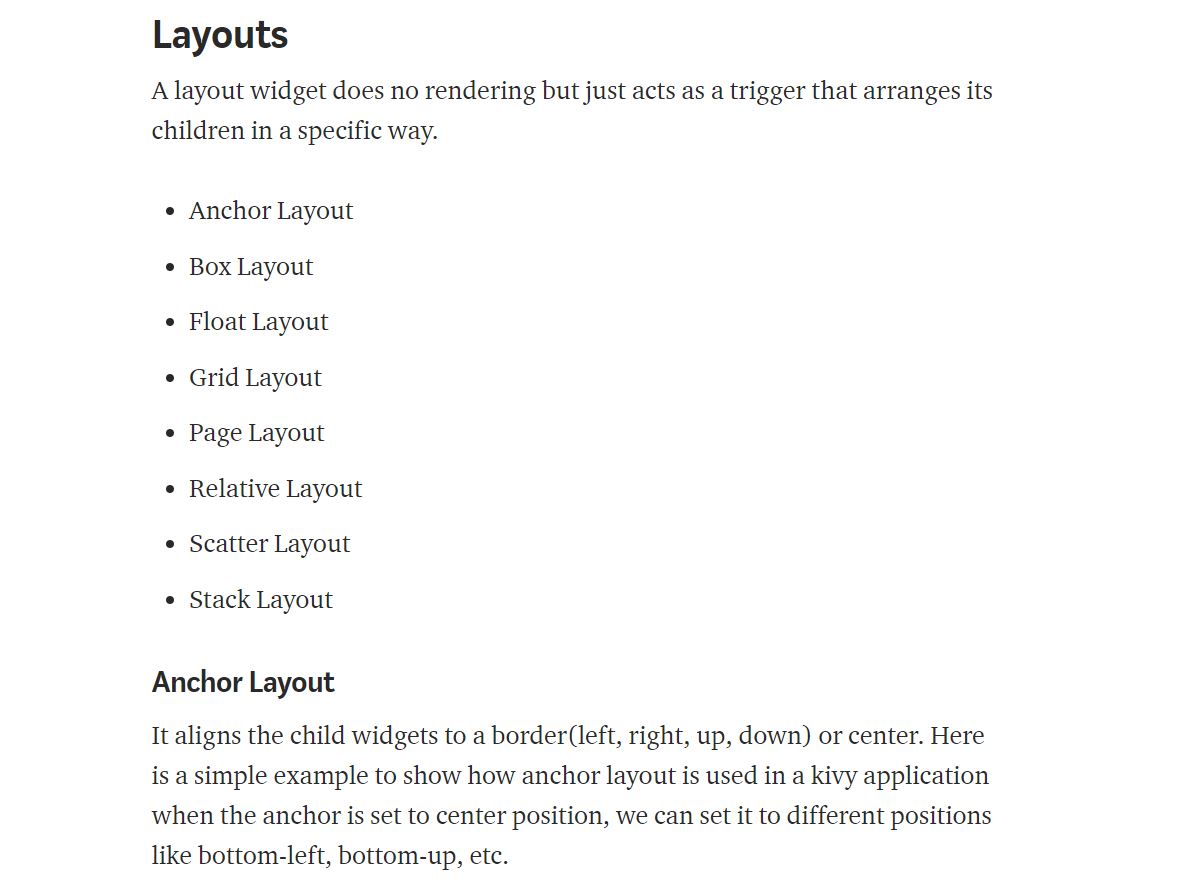 Layouts
A layout widget does no rendering but just acts as a trigger that arranges its
children in a specific way.
• Anchor Layout
• Box Layout
• Float Layout
• Grid Layout
• Page Layout
• Relative Layout
• Scatter Layout
• Stack Layout
Anchor Layout
It aligns the child widgets to a border(left, right, up, down) or center. Here
is a simple example to show how anchor layout is used in a kivy application
when the anchor is set to center position, we can set it to different positions
like bottom-left, bottom-up, etc.